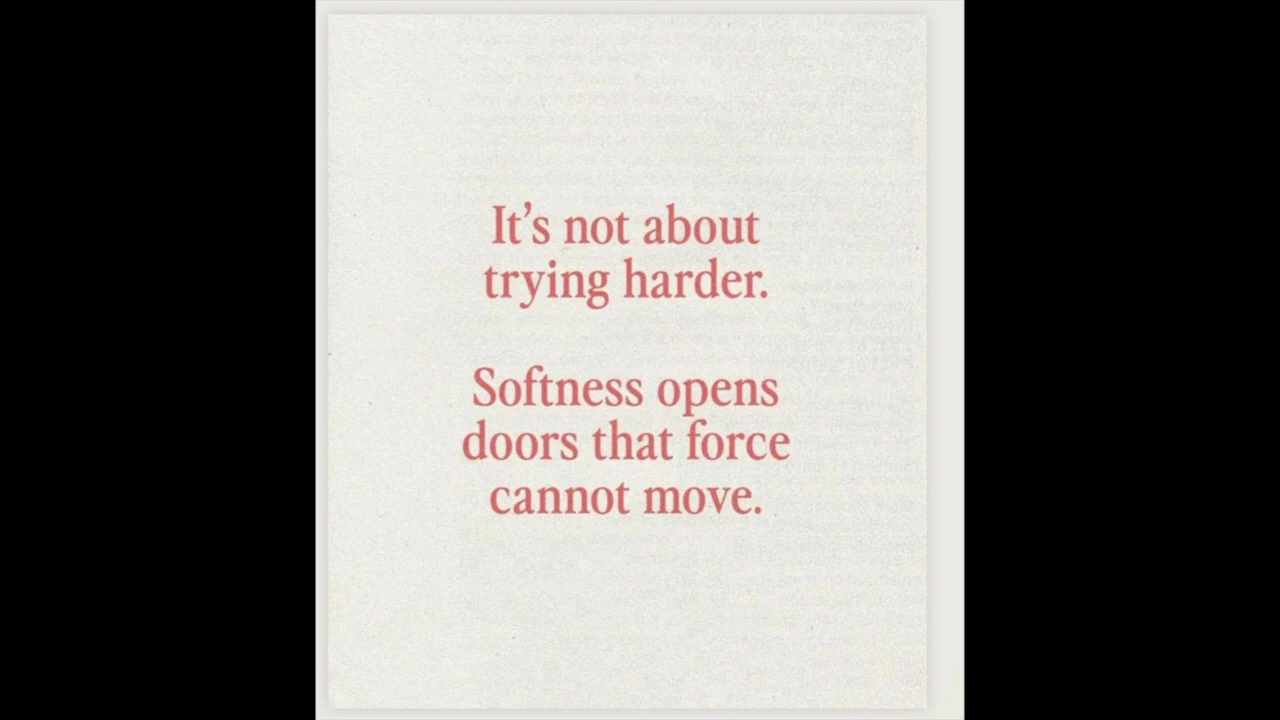 It’s not about
trying harder.
Softness opens
doors that force
cannot move.